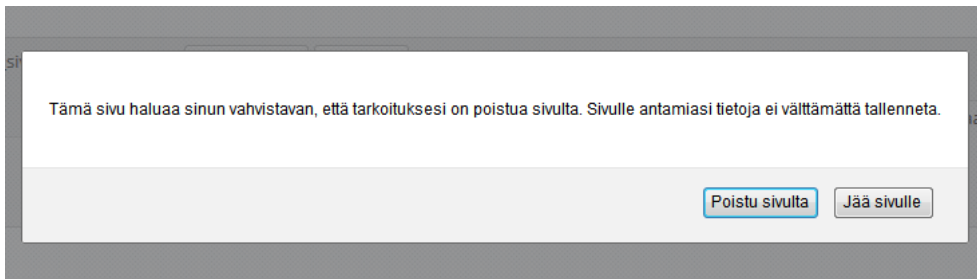 Tämä sivu haluaa sinun vahvistavan, että tarkoituksesi on poistua sivulta. Sivulle antamiasi tietoja ei välttämättä tallenneta.
Poistu sivulta
Jää sivulle